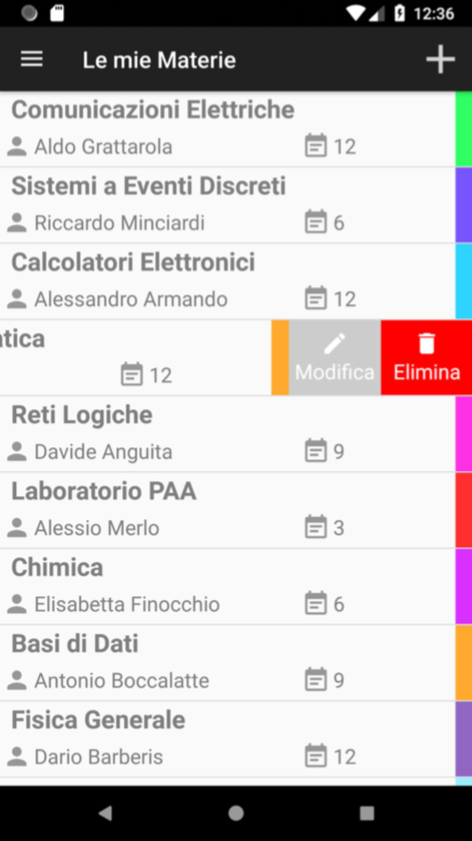 12:36
Le mie Materie
Comunicazioni Elettriche
Aldo Grattarola 12
Sistemi a Eventi Discreti
Riccardo Minciardi 6
Calcolatori Elettronici
Alessandro Armando 12
atica
12 Modifica Elimina
Reti Logiche
Davide Anguita 9
Laboratorio PAA
Alessio Merlo 3
Chimica
Elisabetta Finocchio 6
Basi di Dati
Antonio Boccalatte 9
Fisica Generale
Dario Barberis 12